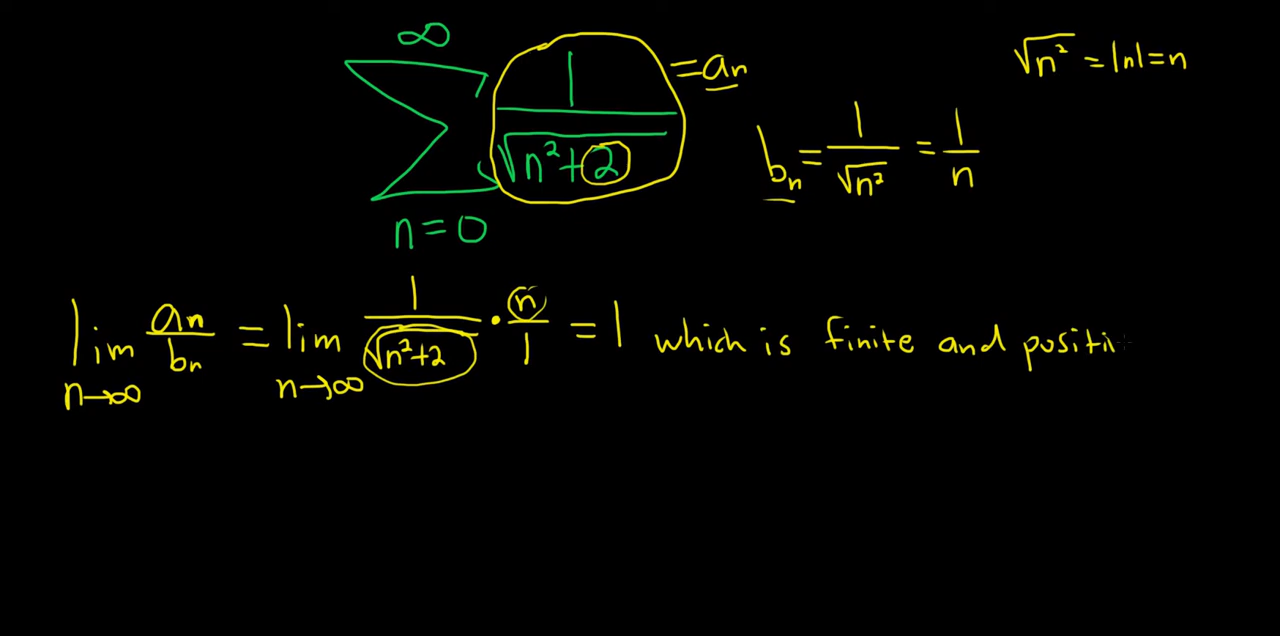 ∞
Σ 1/√(n²+2) = aₙ
n=0
√n² = |n| = n
bₙ = 1/√n² = 1/n
lim n→∞ aₙ/bₙ = lim n→∞ 1/√(n²+2) · n/1 = 1 which is finite and positi